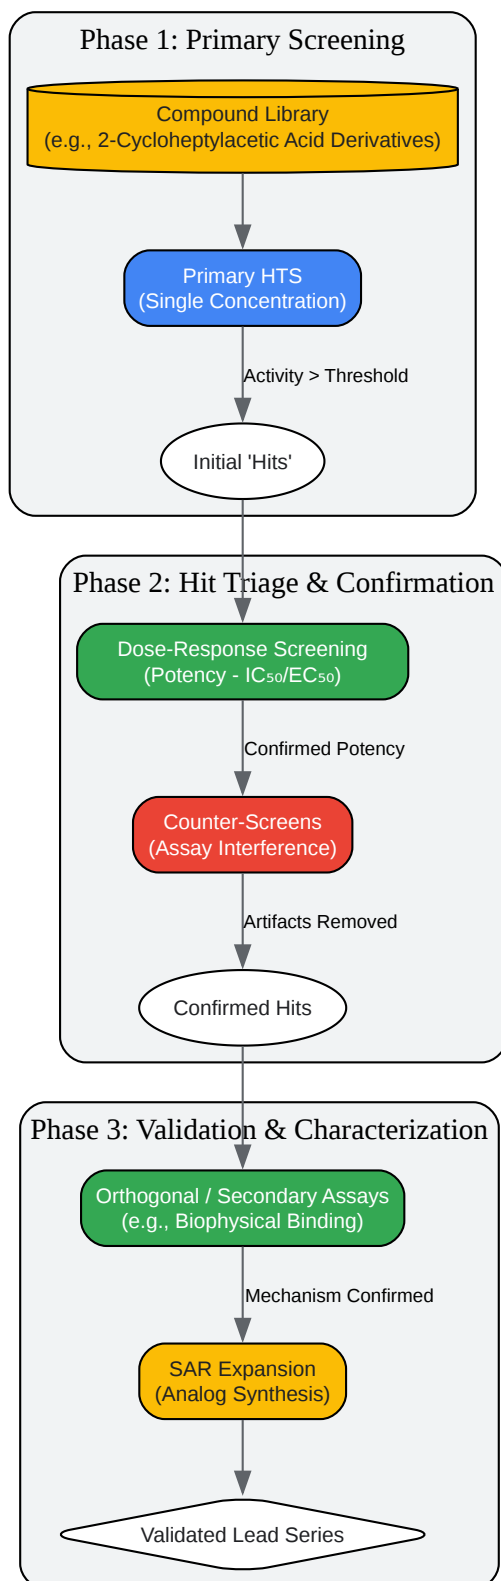 Phase 1: Primary Screening
Compound Library
(e.g., 2-Cycloheptylacetic Acid Derivatives)
Primary HTS
(Single Concentration)
Activity > Threshold
Initial 'Hits'
Phase 2: Hit Triage & Confirmation
Dose-Response Screening
(Potency - IC₅₀/EC₅₀)
Confirmed Potency
Counter-Screens
(Assay Interference)
Artifacts Removed
Confirmed Hits
Phase 3: Validation & Characterization
Orthogonal / Secondary Assays
(e.g., Biophysical Binding)
Mechanism Confirmed
SAR Expansion
(Analog Synthesis)
Validated Lead Series